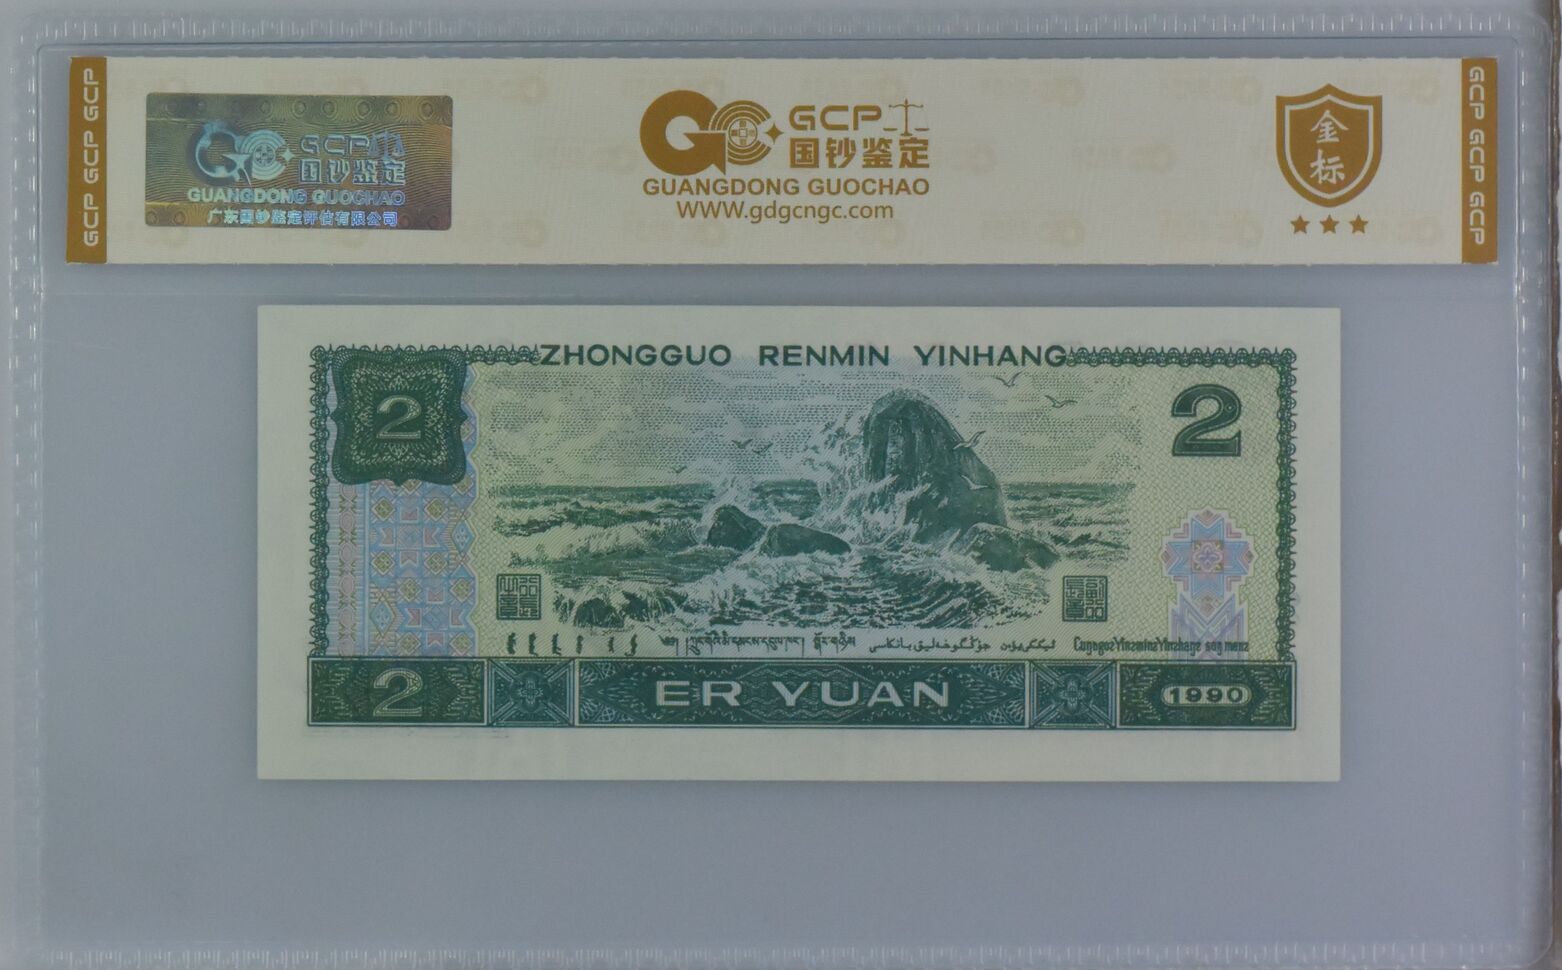 GCP GCP GCP
GCP
国钞鉴定
GUANGDONG GUOCHAO
广东国钞鉴定评估有限公司
GCP
国钞鉴定
GUANGDONG GUOCHAO
WWW.gdgcngc.com
金标
GCP GCP GCP
ZHONGGUO RENMIN YINHANG
2
2
2
ER YUAN
1990